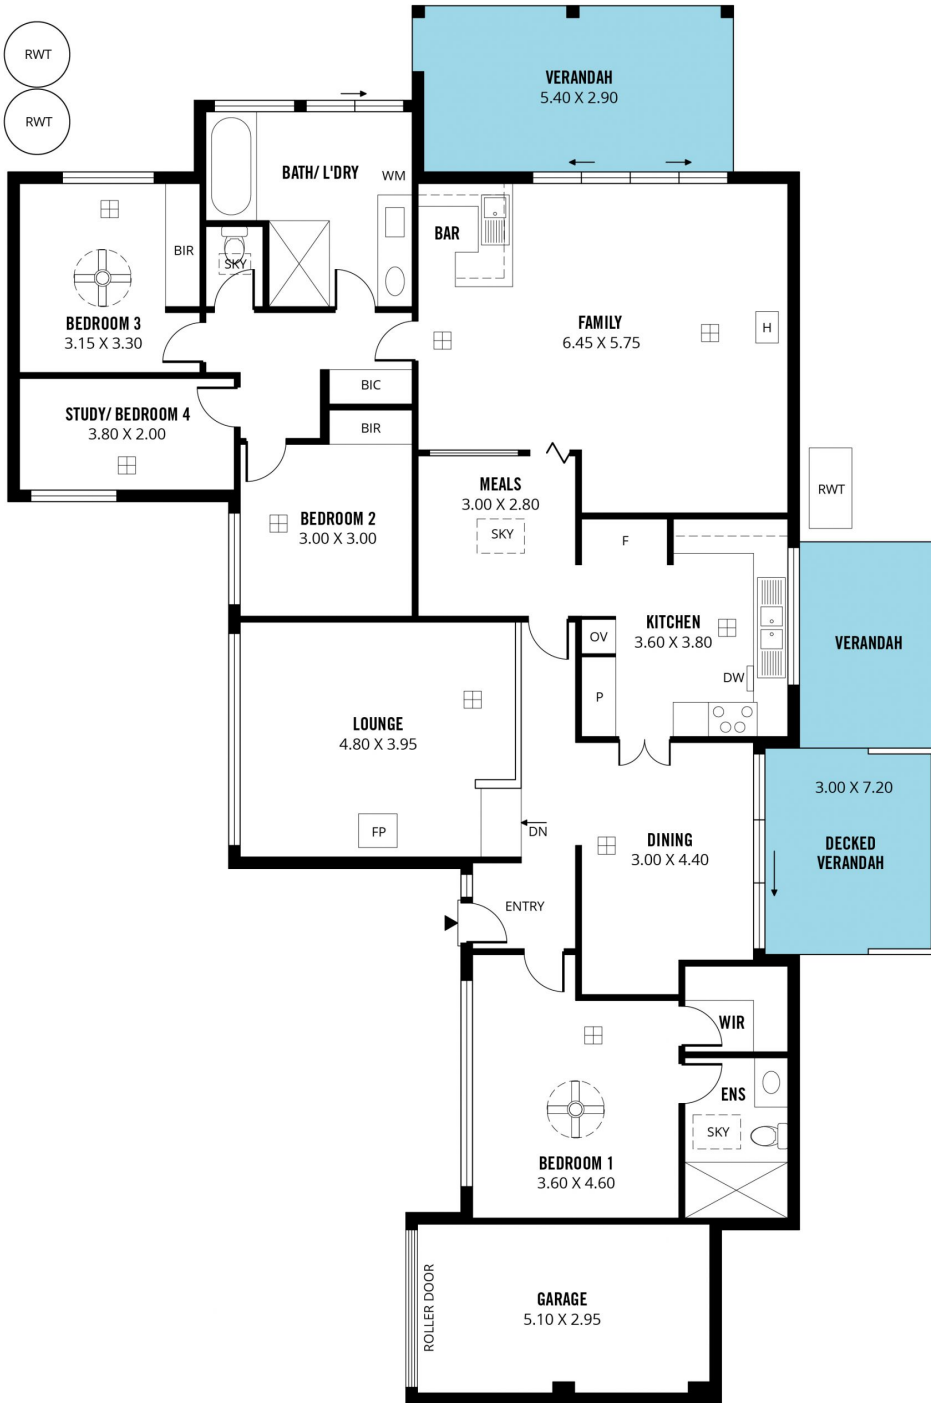 RWT
RWT
VERANDAH
5.40 X 2.90
BATH/ L'DRY
WM
BAR
BIR
SKY
BEDROOM 3
3.15 X 3.30
FAMILY
6.45 X 5.75
H
BIC
STUDY/ BEDROOM 4
3.80 X 2.00
BIR
MEALS
3.00 X 2.80
SKY
RWT
BEDROOM 2
3.00 X 3.00
F
KITCHEN
3.60 X 3.80
OV
VERANDAH
DW
P
LOUNGE
4.80 X 3.95
FP
DN
3.00 X 7.20
DINING
3.00 X 4.40
DECKED
VERANDAH
ENTRY
WIR
ENS
SKY
BEDROOM 1
3.60 X 4.60
ROLLER DOOR
GARAGE
5.10 X 2.95